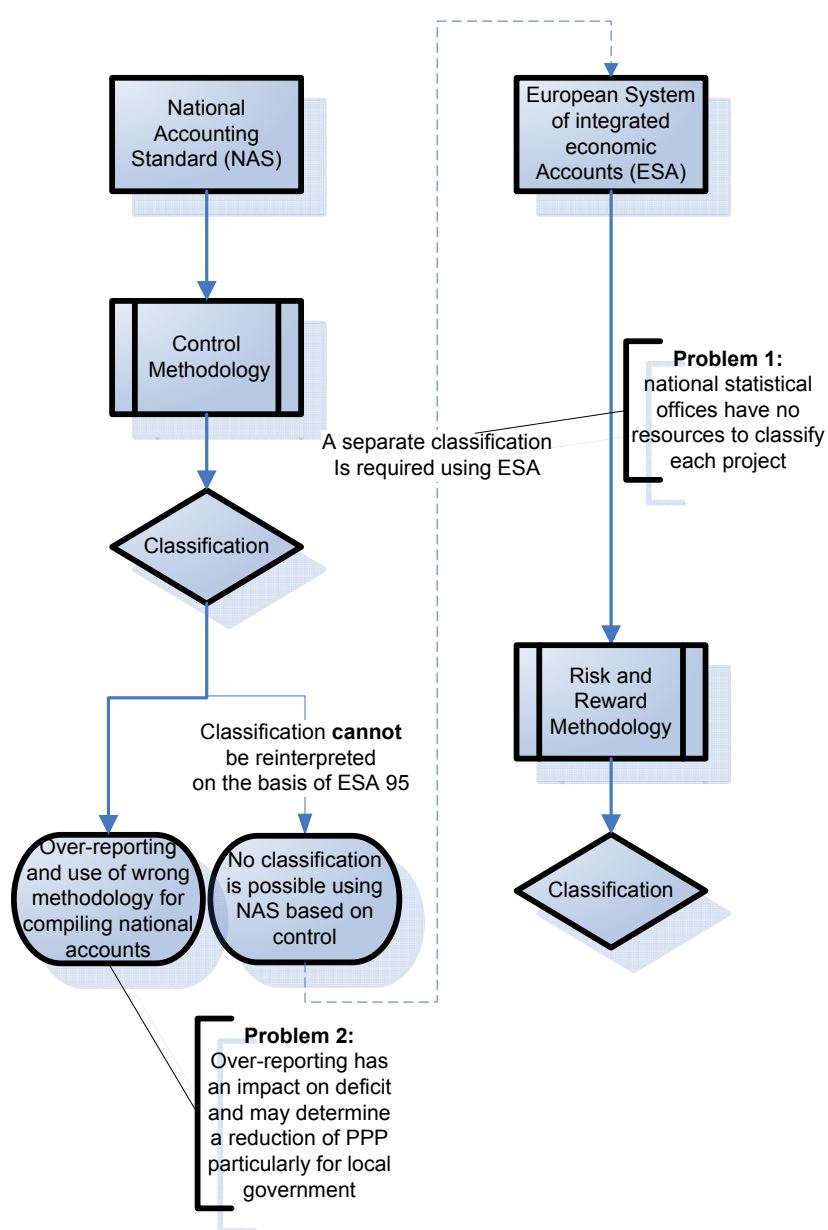 National
Accounting
Standard (NAS)
European System
of integrated
economic
Accounts (ESA)
Control
Methodology
Problem 1:
national statistical
offices have no
resources to classify
each project
A separate classification
Is required using ESA
Classification
Risk and
Reward
Methodology
Classification cannot
be reinterpreted
on the basis of ESA 95
Over-reporting
and use of wrong
methodology for
compiling national
accounts
No classification
is possible using
NAS based on
control
Classification
Problem 2:
Over-reporting has
an impact on deficit
and may determine
a reduction of PPP
particularly for local
government